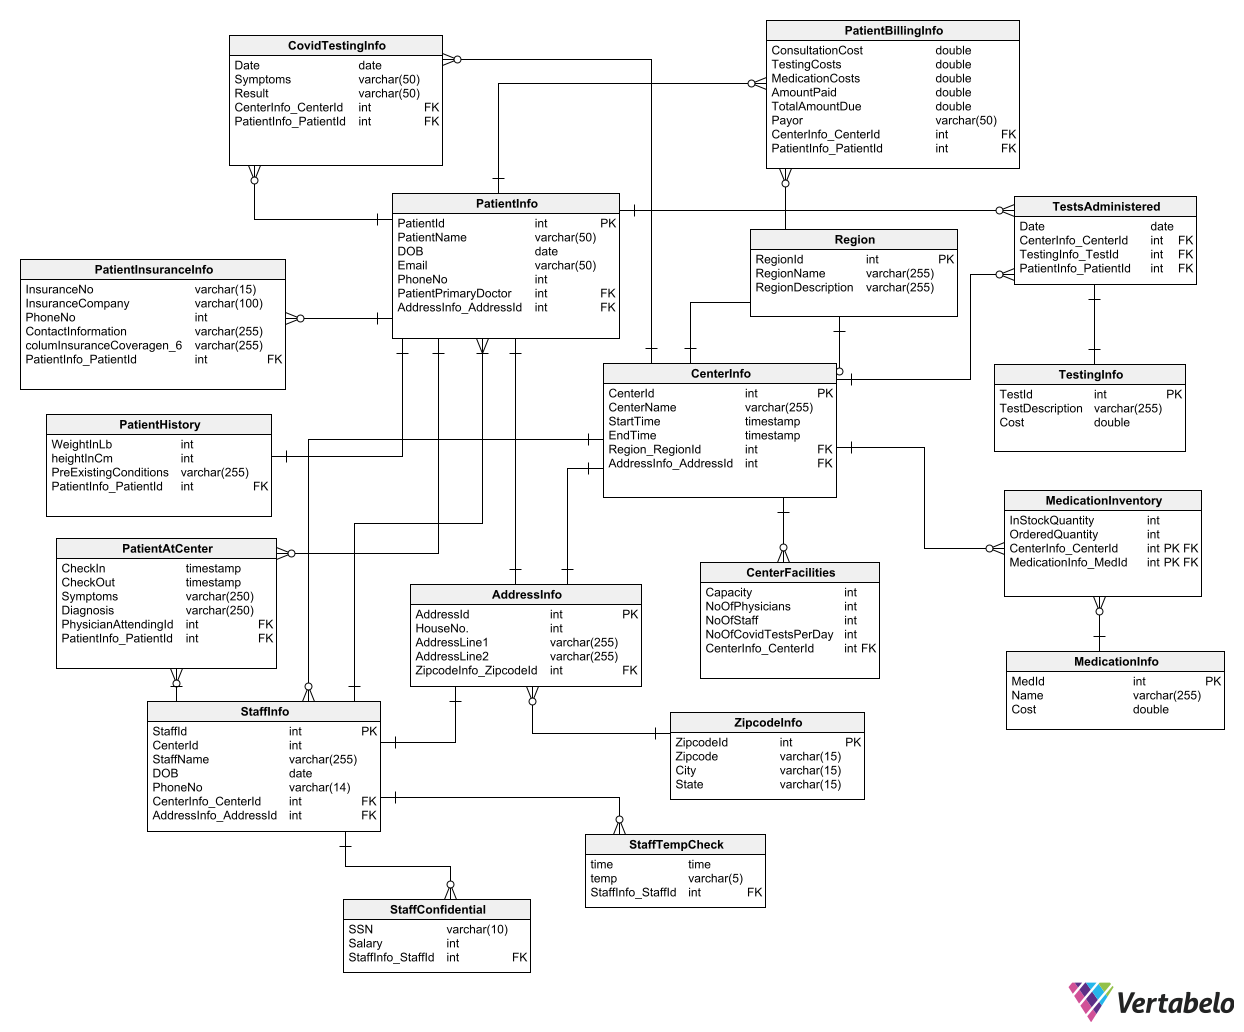 CovidTestingInfo
Date date
Symptoms varchar(50)
Result varchar(50)
CenterInfo_CenterId int FK
PatientInfo_PatientId int FK
PatientBillingInfo
ConsultationCost double
TestingCosts double
MedicationCosts double
AmountPaid double
TotalAmountDue double
Payor varchar(50)
CenterInfo_CenterId int FK
PatientInfo_PatientId int FK
PatientInfo
PatientId int PK
PatientName varchar(50)
DOB date
Email varchar(50)
PhoneNo int
PatientPrimaryDoctor int FK
AddressInfo_AddressId int FK
TestsAdministered
Date date
CenterInfo_CenterId int FK
TestingInfo_TestId int FK
PatientInfo_PatientId int FK
Region
RegionId int PK
RegionName varchar(255)
RegionDescription varchar(255)
PatientInsuranceInfo
InsuranceNo varchar(15)
InsuranceCompany varchar(100)
PhoneNo int
ContactInformation varchar(255)
columInsuranceCoveragen_6 varchar(255)
PatientInfo_PatientId int FK
CenterInfo
CenterId int PK
CenterName varchar(255)
StartTime timestamp
EndTime timestamp
Region_RegionId int FK
AddressInfo_AddressId int FK
TestingInfo
TestId int PK
TestDescription varchar(255)
Cost double
PatientHistory
WeightInLb int
heightInCm int
PreExistingConditions varchar(255)
PatientInfo_PatientId int FK
MedicationInventory
InStockQuantity int
OrderedQuantity int
CenterInfo_CenterId int PK FK
MedicationInfo_MedId int PK FK
PatientAtCenter
CheckIn timestamp
CheckOut timestamp
Symptoms varchar(250)
Diagnosis varchar(250)
PhysicianAttendingId int FK
PatientInfo_PatientId int FK
CenterFacilities
Capacity int
NoOfPhysicians int
NoOfStaff int
NoOfCovidTestsPerDay int
CenterInfo_CenterId int FK
AddressInfo
AddressId int PK
HouseNo. int
AddressLine1 varchar(255)
AddressLine2 varchar(255)
ZipcodeInfo_ZipcodeId int FK
MedicationInfo
MedId int PK
Name varchar(255)
Cost double
StaffInfo
StaffId int PK
CenterId int
StaffName varchar(255)
DOB date
PhoneNo varchar(14)
CenterInfo_CenterId int FK
AddressInfo_AddressId int FK
ZipcodeInfo
ZipcodeId int PK
Zipcode varchar(15)
City varchar(15)
State varchar(15)
StaffTempCheck
time time
temp varchar(5)
StaffInfo_StaffId int FK
StaffConfidential
SSN varchar(10)
Salary int
StaffInfo_StaffId int FK
Vertabelo